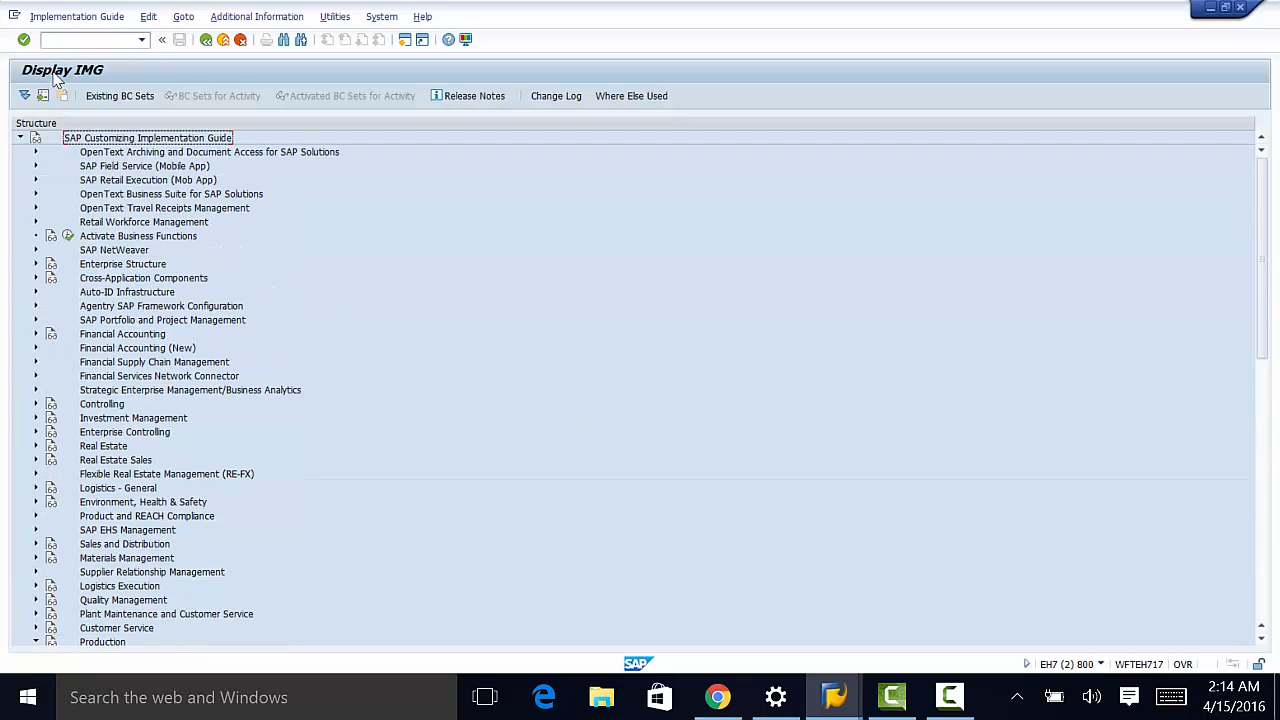 Implementation Guide Edit Goto Additional Information Utilities System Help
Display IMG
Existing BC Sets BC Sets for Activity Activated BC Sets for Activity Release Notes Change Log Where Else Used
Structure
SAP Customizing Implementation Guide
OpenText Archiving and Document Access for SAP Solutions
SAP Field Service (Mobile App)
SAP Retail Execution (Mob App)
OpenText Business Suite for SAP Solutions
OpenText Travel Receipts Management
Retail Workforce Management
Activate Business Functions
SAP NetWeaver
Enterprise Structure
Cross-Application Components
Auto-ID Infrastructure
Agentry SAP Framework Configuration
SAP Portfolio and Project Management
Financial Accounting
Financial Accounting (New)
Financial Supply Chain Management
Financial Services Network Connector
Strategic Enterprise Management/Business Analytics
Controlling
Investment Management
Enterprise Controlling
Real Estate
Real Estate Sales
Flexible Real Estate Management (RE-FX)
Logistics - General
Environment, Health & Safety
Product and REACH Compliance
SAP EHS Management
Sales and Distribution
Materials Management
Supplier Relationship Management
Logistics Execution
Quality Management
Plant Maintenance and Customer Service
Customer Service
Production
SAP EH7 (2) 800 WFTEH717 OVR
Search the web and Windows
2:14 AM
4/15/2016